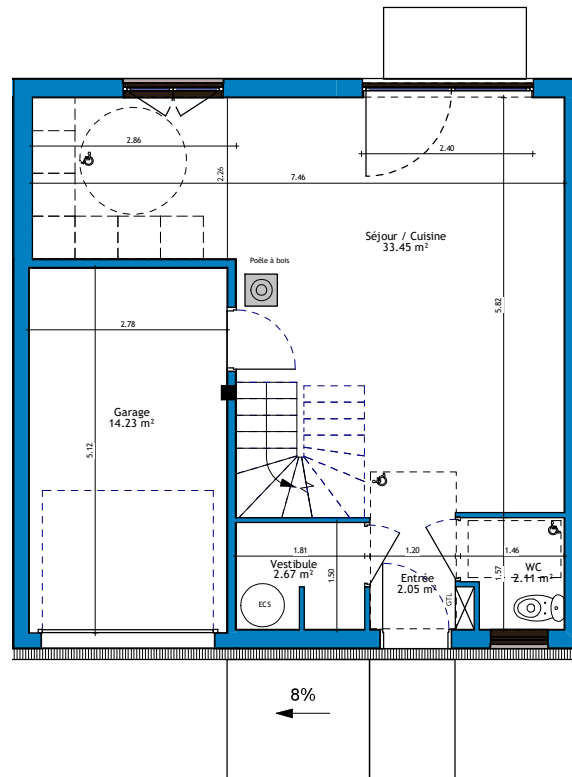 2.86
2.26
7.46
2.40
Séjour / Cuisine
33.45 m²
Poêle à bois
5.82
2.78
Garage
14.23 m²
5.12
1.81
1.20
1.46
Vestibule
2.67 m²
1.50
Entrée
2.05 m²
WC
2.11 m²
1.57
ECS
GTL
8%